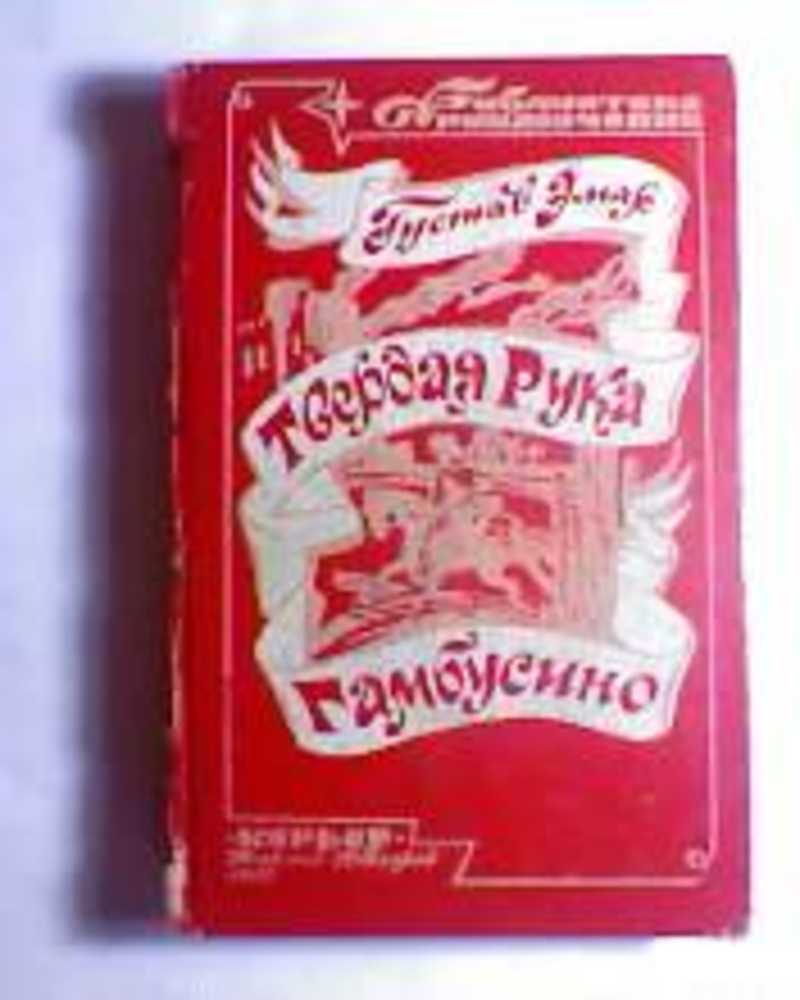 Библиотека
Приключений
Густав Эмар
Твердая Рука
Гамбусино